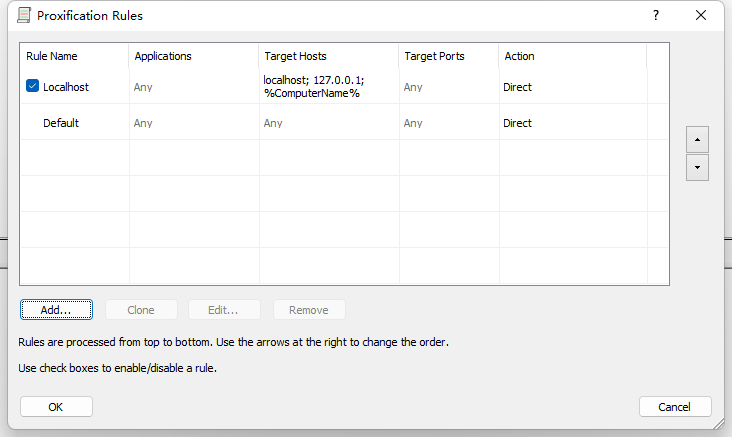 Proxification Rules
?
Rule Name Applications Target Hosts Target Ports Action
Localhost Any localhost; 127.0.0.1; %ComputerName% Any Direct
Default Any Any Any Direct
Add... Clone Edit... Remove
Rules are processed from top to bottom. Use the arrows at the right to change the order.
Use check boxes to enable/disable a rule.
OK Cancel